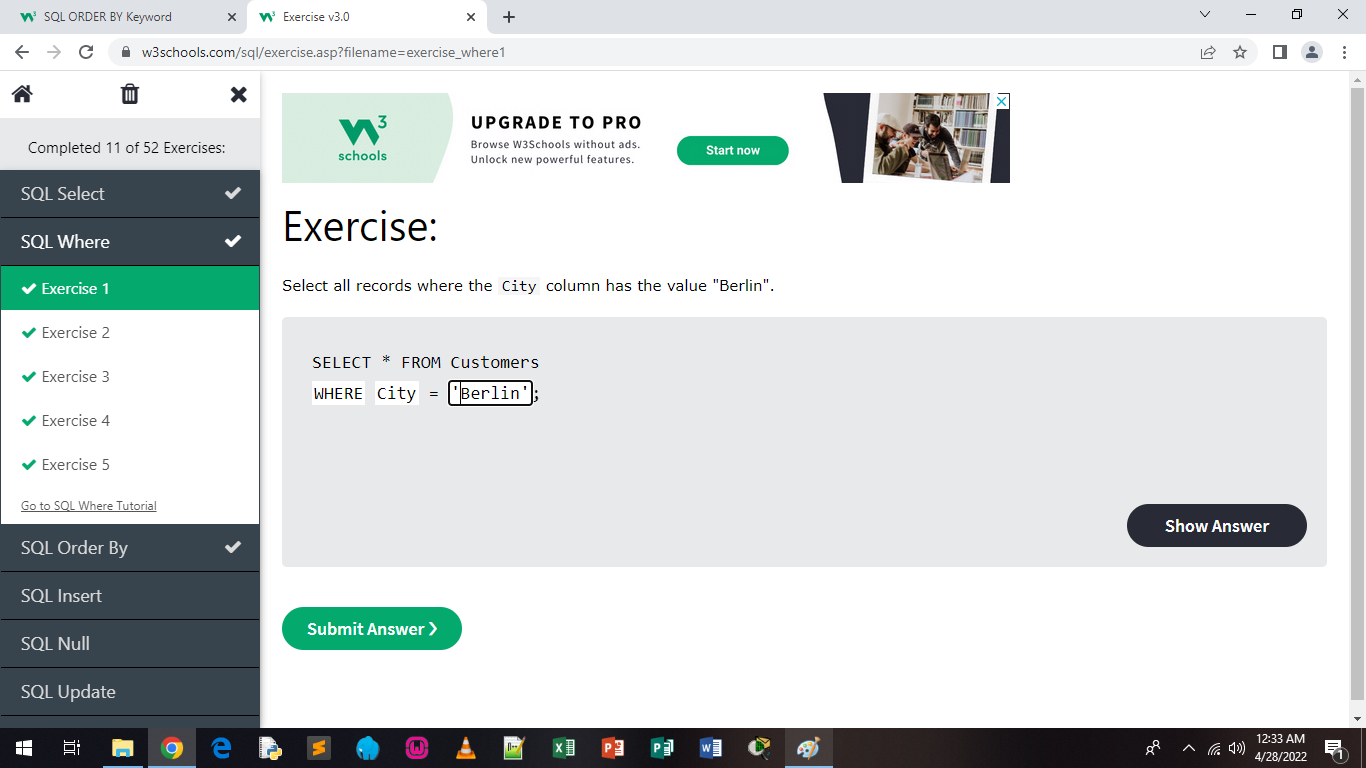 SQL ORDER BY Keyword
Exercise v3.0
w3schools.com/sql/exercise.asp?filename=exercise_where1
Completed 11 of 52 Exercises:
SQL Select
SQL Where
Exercise 1
Exercise 2
Exercise 3
Exercise 4
Exercise 5
Go to SQL Where Tutorial
SQL Order By
SQL Insert
SQL Null
SQL Update
W3
schools
UPGRADE TO PRO
Browse W3Schools without ads.
Unlock new powerful features.
Start now
Exercise:
Select all records where the City column has the value "Berlin".
SELECT * FROM Customers
WHERE City = 'Berlin';
Show Answer
Submit Answer ❯
12:33 AM
4/28/2022
1